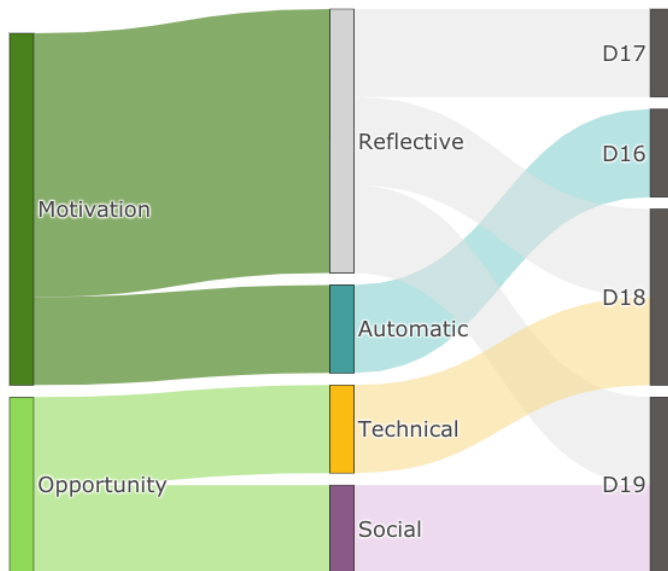 Motivation
Opportunity
Reflective
Automatic
Technical
Social
D17
D16
D18
D19